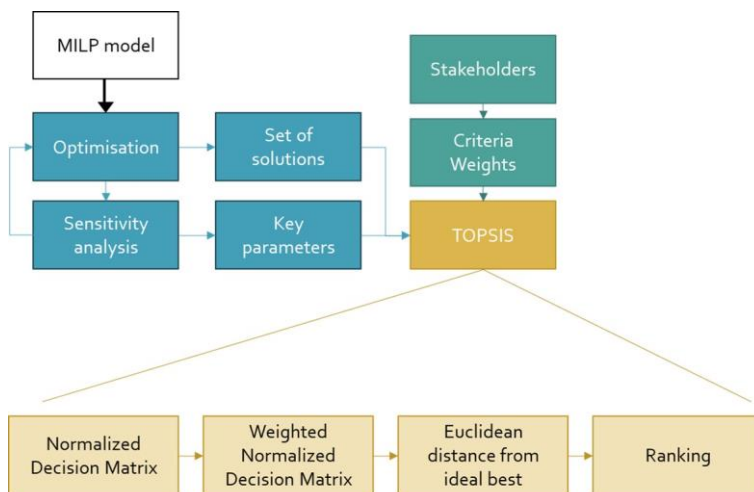 MILP model
Stakeholders
Optimisation
Set of
solutions
Criteria
Weights
Sensitivity
analysis
Key
parameters
TOPSIS
Normalized
Decision Matrix
Weighted
Normalized
Decision Matrix
Euclidean
distance from
ideal best
Ranking